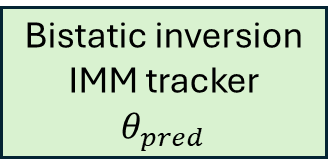 Bistatic inversion
IMM tracker
θ_pred